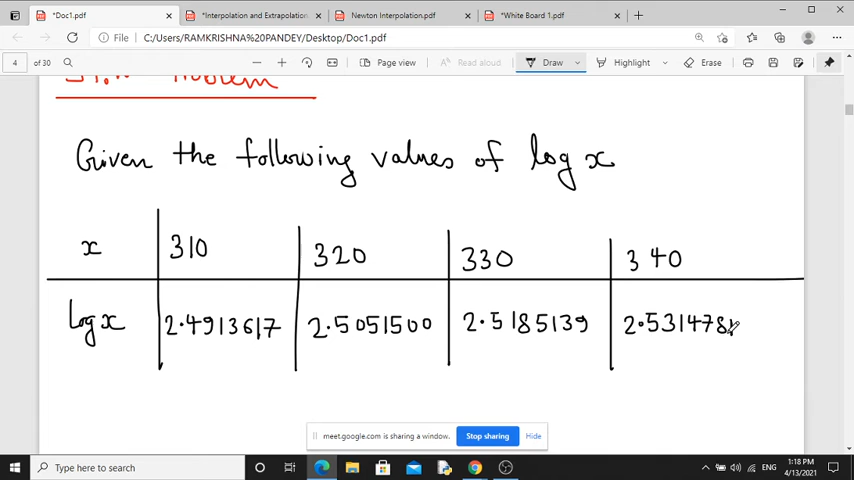 *Doc1.pdf
*Interpolation and Extrapolation
Newton Interpolation.pdf
*White Board 1.pdf
File
C:/Users/RAMKRISHNA%20PANDEY/Desktop/Doc1.pdf
4 of 30
Page view
Read aloud
Draw
Highlight
Erase
Problem
Given the following values of log x
x 310 320 330 340
log x 2.4913617 2.5051500 2.5185139 2.531478
meet.google.com is sharing a window.
Stop sharing
Hide
Type here to search
ENG
1:18 PM
4/13/2021